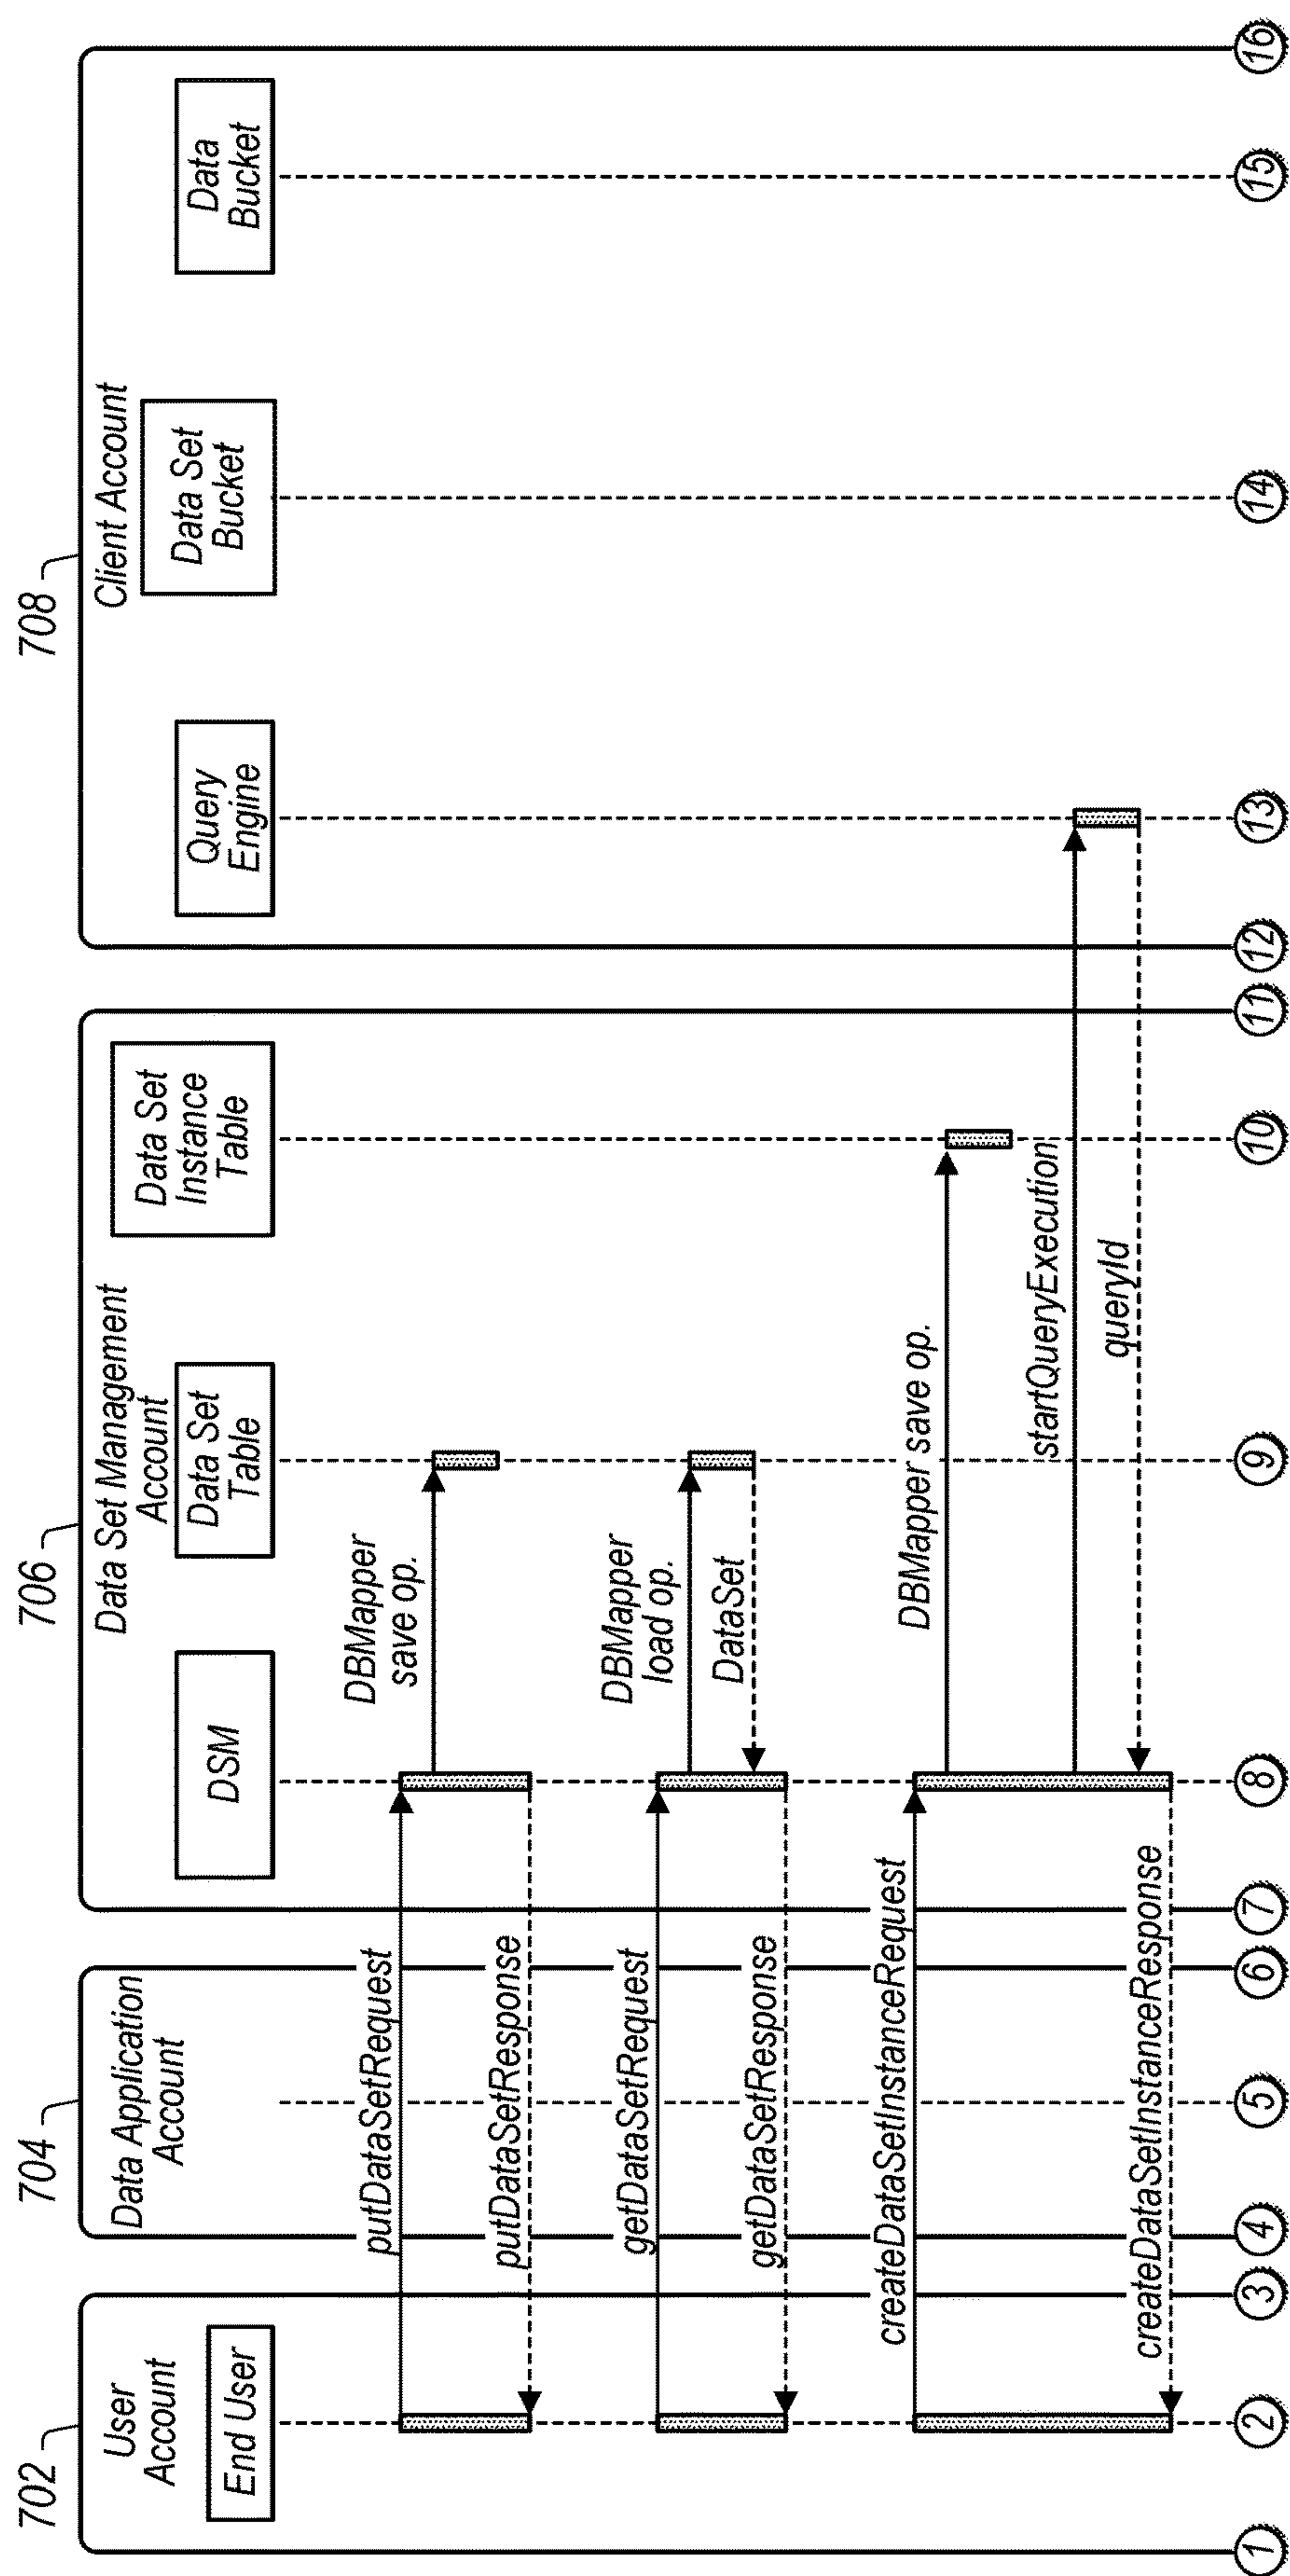 702
User
Account
End User
704
Data Application
Account
706
Data Set Management
Account
DSM
Data Set
Table
Data Set
Instance
Table
708
Client Account
Query
Engine
Data Set
Bucket
Data
Bucket
putDataSetRequest
DBMapper
save op.
putDataSetResponse
getDataSetRequest
DBMapper
load op.
DataSet
getDataSetResponse
createDataSetInstanceRequest
DBMapper save op.
startQueryExecution
queryId
createDataSetInstanceResponse
1
2
3
4
5
6
7
8
9
10
11
12
13
14
15
16